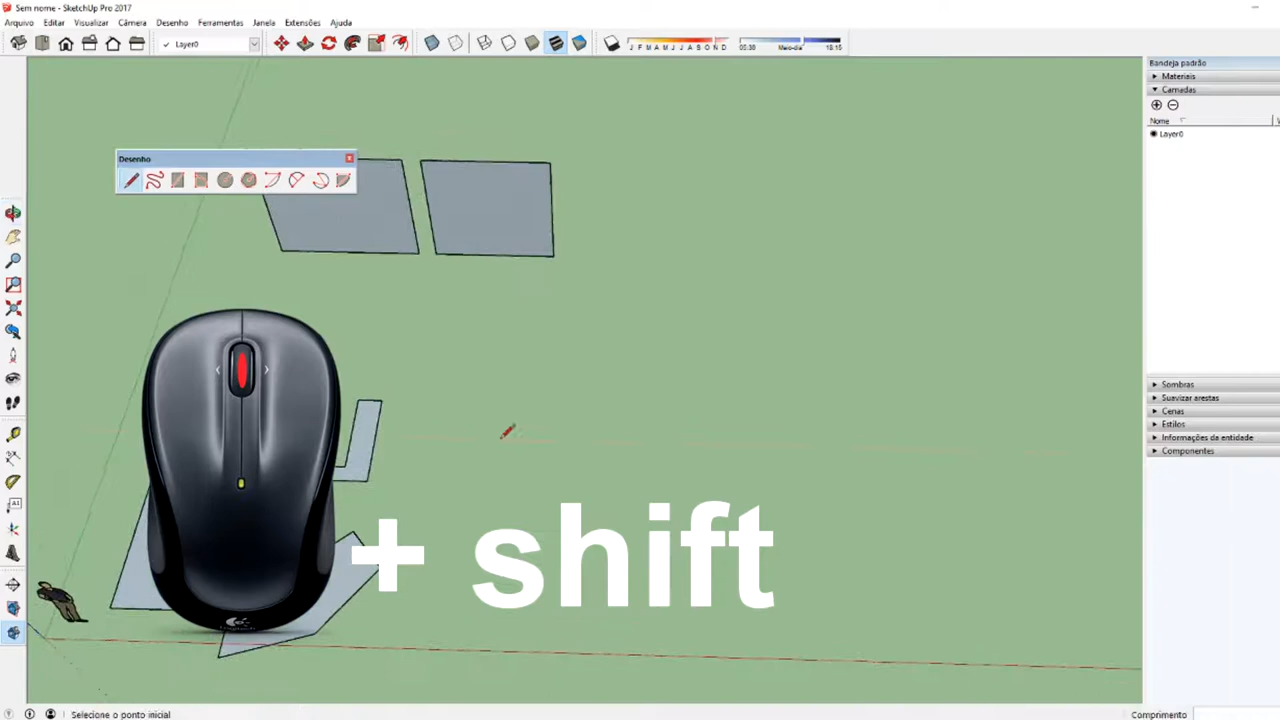 Sem nome - SketchUp Pro 2017
Arquivo Editar Visualizar Câmera Desenho Ferramentas Janela Extensões Ajuda
Layer0
J F M A M J J A S O N D
05:30 Meio-dia 18:15
Bandeja padrão
Materiais
Camadas
Nome
Layer0
Desenho
Sombras
Suavizar arestas
Cenas
Estilos
Informações da entidade
Componentes
A1
+ shift
Selecione o ponto inicial
Comprimento